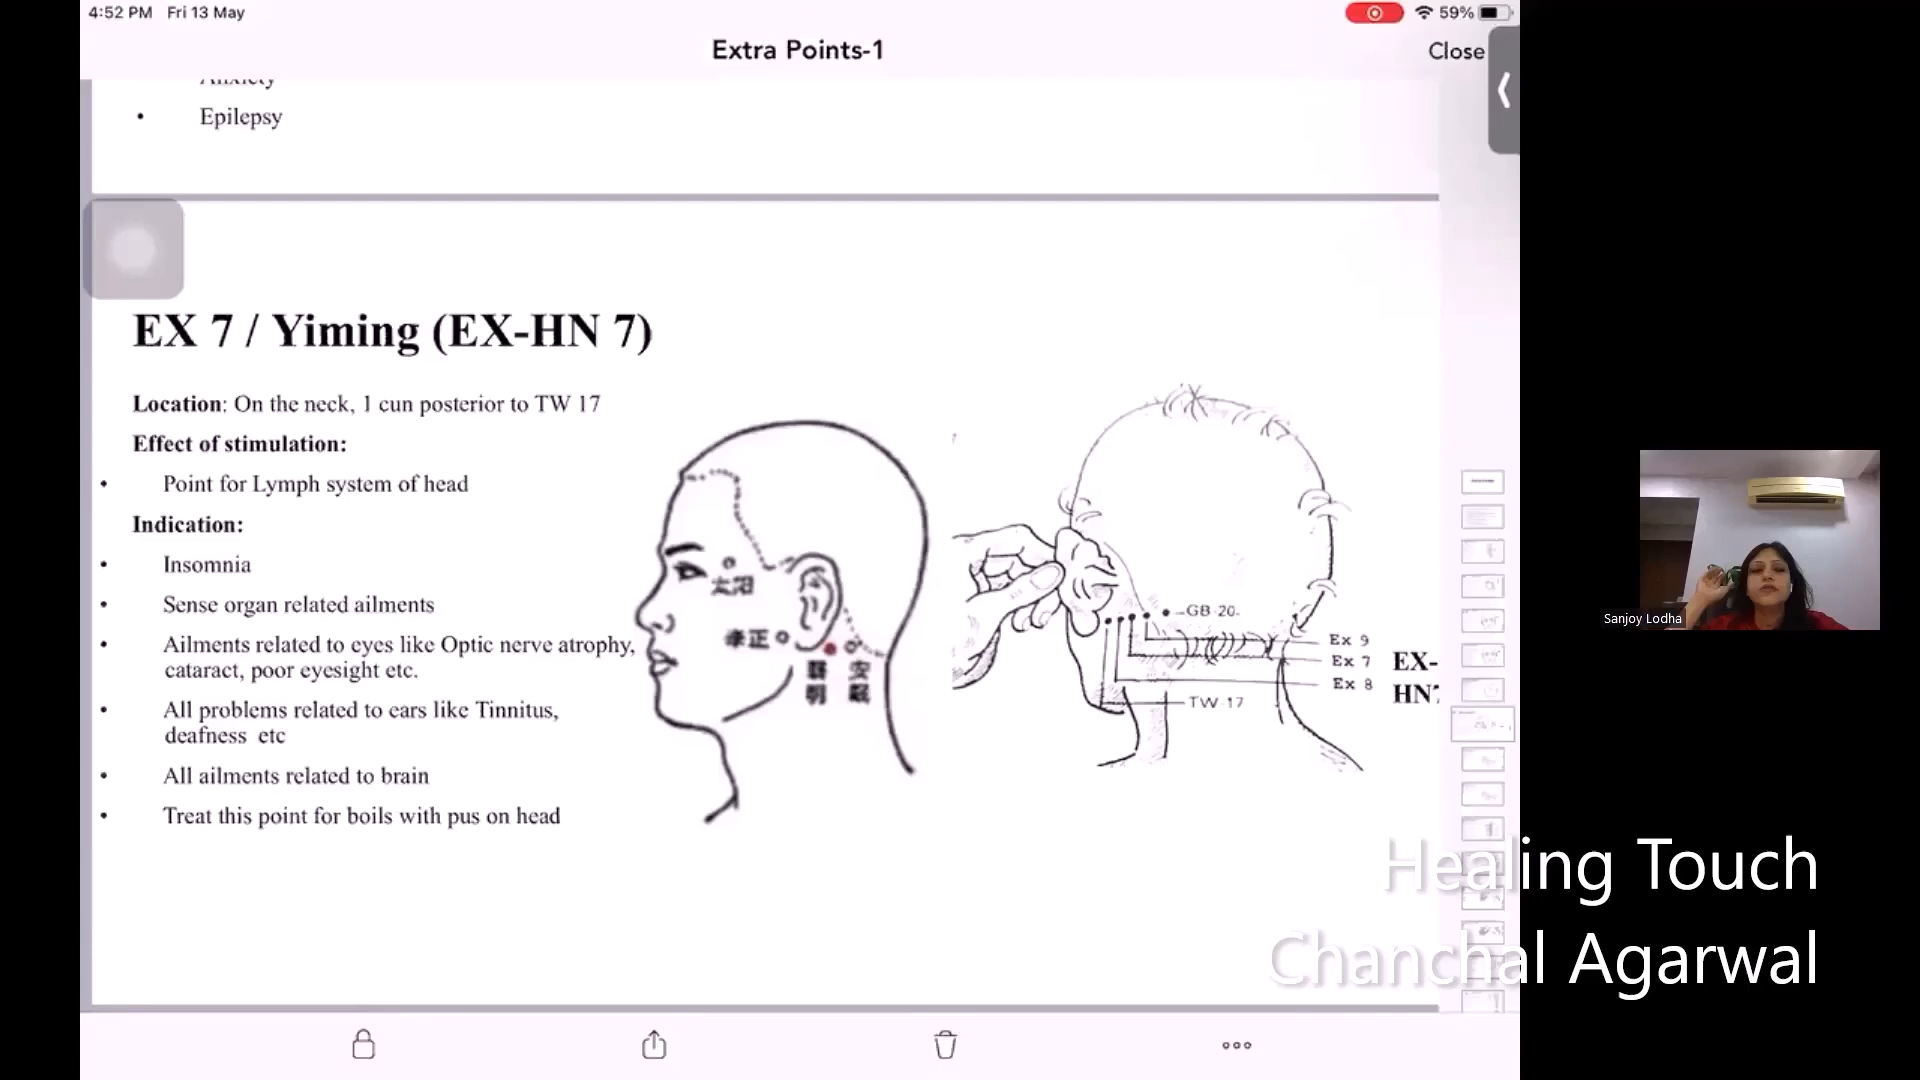 4:52 PM Fri 13 May
59%
Extra Points-1
Close
Anxiety
• Epilepsy
EX 7 / Yiming (EX-HN 7)
Location: On the neck, 1 cun posterior to TW 17
Effect of stimulation:
• Point for Lymph system of head
Indication:
• Insomnia
• Sense organ related ailments
• Ailments related to eyes like Optic nerve atrophy,
cataract, poor eyesight etc.
• All problems related to ears like Tinnitus,
deafness etc
• All ailments related to brain
• Treat this point for boils with pus on head
太阳
牵正
翳明
安眠
GB-20
Ex 9
Ex 7
Ex 8
TW-17
EX-
HN7
Sanjoy Lodha
Healing Touch
Chanchal Agarwal